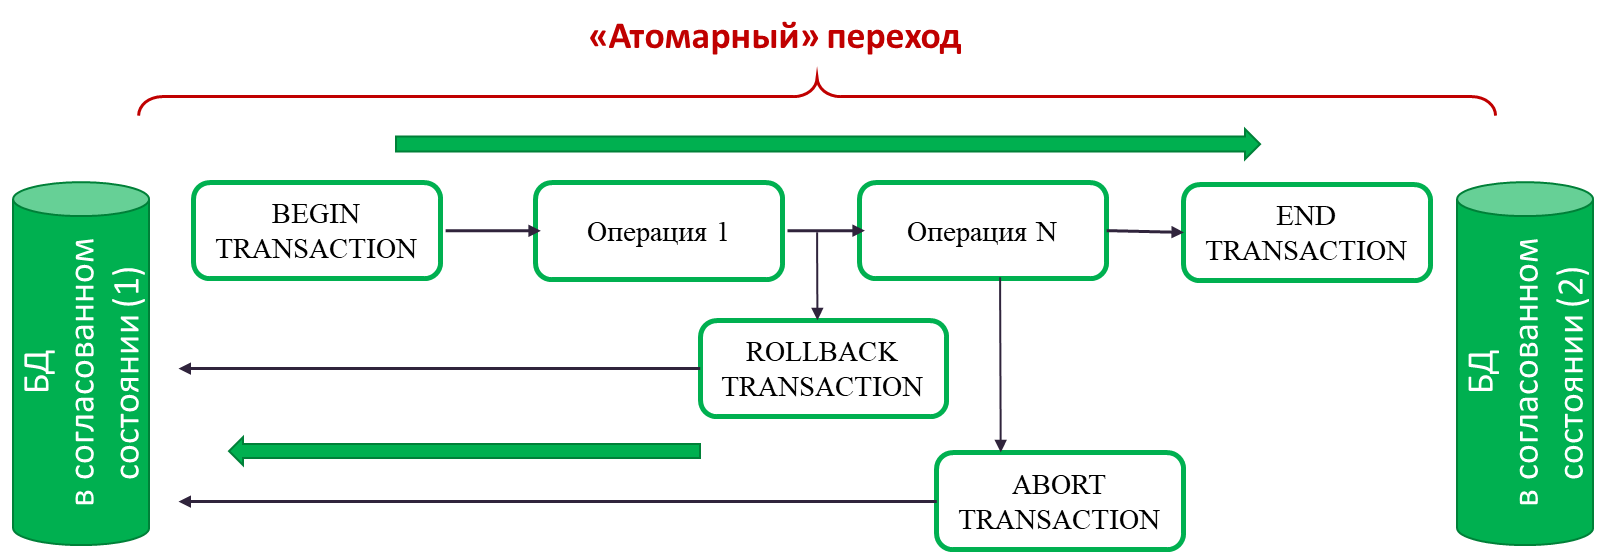 «Атомарный» переход
БД
в согласованном
состоянии (1)
BEGIN
TRANSACTION
Операция 1
Операция N
END
TRANSACTION
ROLLBACK
TRANSACTION
ABORT
TRANSACTION
БД
в согласованном
состоянии (2)